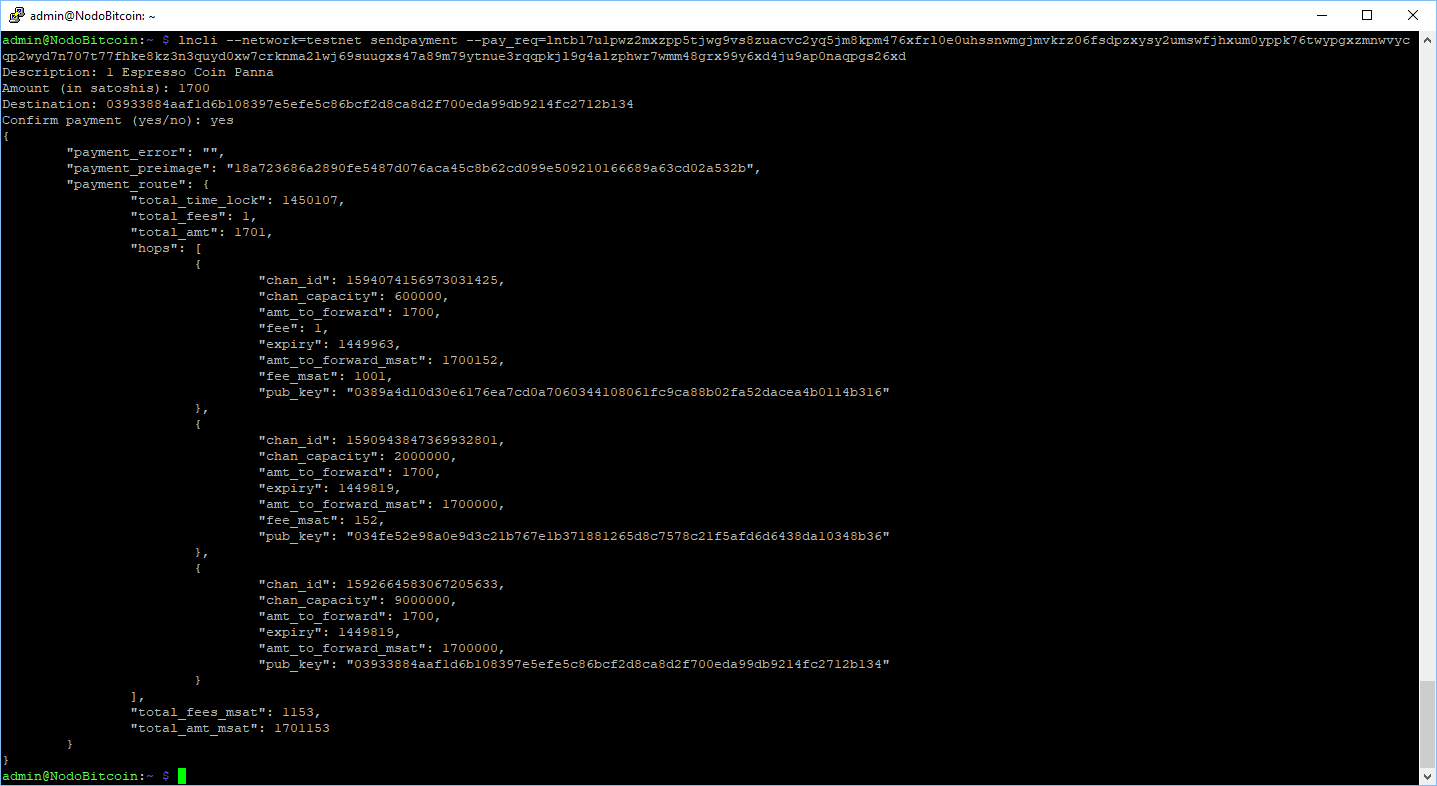 admin@NodoBitcoin: ~
admin@NodoBitcoin:~ $ lncli --network=testnet sendpayment --pay_req=lntb17u1pwz2mxzpp5tjwg9vs8zuacvc2yq5jm8kpm476xfrl0e0uhssnwmgjmvkrz06fsdpzxysy2umswfjhxum0yppk76twypgxzmnwvyc
qp2wyd7n707t77fhke8kz3n3quyd0xw7crknma2lwj69suugxs47a89m79ytnue3rqqpkjl9g4alzphwr7wmm48grx99y6xd4ju9ap0naqpgs26xd
Description: 1 Espresso Coin Panna
Amount (in satoshis): 1700
Destination: 03933884aaf1d6b108397e5efe5c86bcf2d8ca8d2f700eda99db9214fc2712b134
Confirm payment (yes/no): yes
{
"payment_error": "",
"payment_preimage": "18a723686a2890fe5487d076aca45c8b62cd099e509210166689a63cd02a532b",
"payment_route": {
"total_time_lock": 1450107,
"total_fees": 1,
"total_amt": 1701,
"hops": [
{
"chan_id": 1594074156973031425,
"chan_capacity": 600000,
"amt_to_forward": 1700,
"fee": 1,
"expiry": 1449963,
"amt_to_forward_msat": 1700152,
"fee_msat": 1001,
"pub_key": "0389a4d10d30e6176ea7cd0a7060344108061fc9ca88b02fa52dacea4b0114b316"
},
{
"chan_id": 1590943847369932801,
"chan_capacity": 2000000,
"amt_to_forward": 1700,
"expiry": 1449819,
"amt_to_forward_msat": 1700000,
"fee_msat": 152,
"pub_key": "034fe52e98a0e9d3c21b767e1b371881265d8c7578c21f5afd6d6438da10348b36"
},
{
"chan_id": 1592664583067205633,
"chan_capacity": 9000000,
"amt_to_forward": 1700,
"expiry": 1449819,
"amt_to_forward_msat": 1700000,
"pub_key": "03933884aaf1d6b108397e5efe5c86bcf2d8ca8d2f700eda99db9214fc2712b134"
}
],
"total_fees_msat": 1153,
"total_amt_msat": 1701153
}
}
admin@NodoBitcoin:~ $